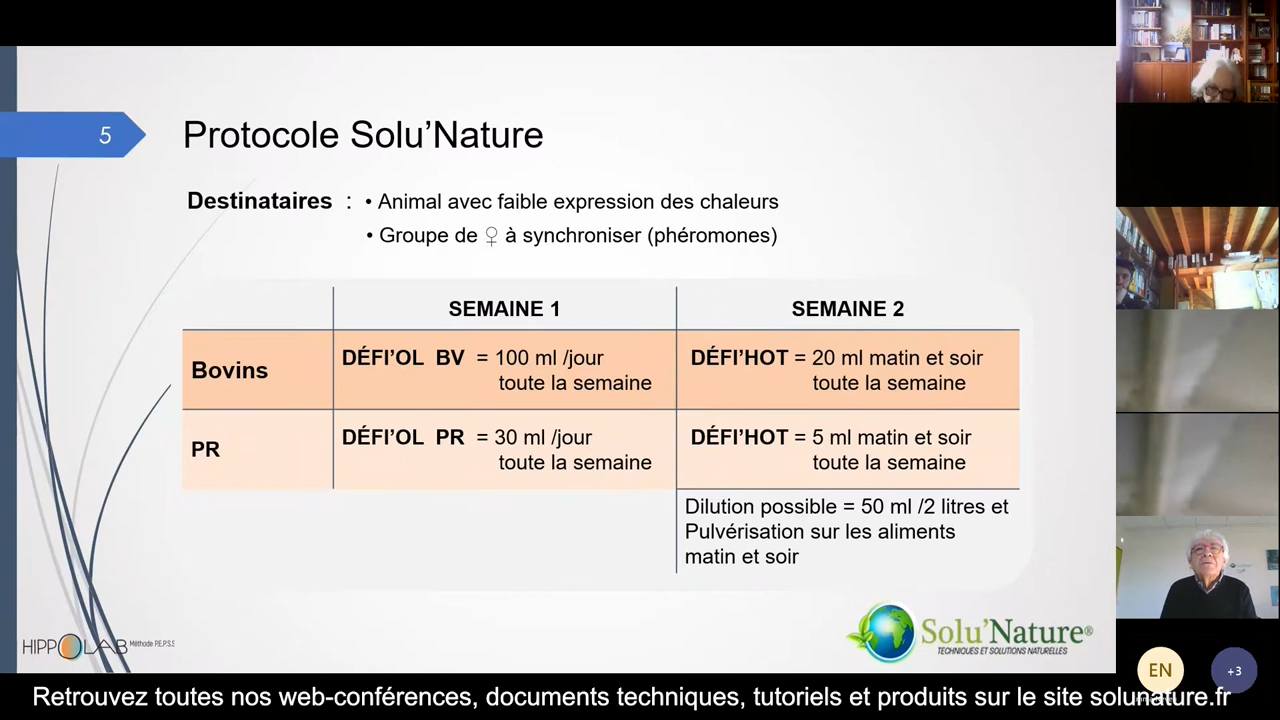 5
Protocole Solu’Nature
Destinataires : • Animal avec faible expression des chaleurs
• Groupe de ♀ à synchroniser (phéromones)
SEMAINE 1 SEMAINE 2
Bovins
DÉFI’OL BV = 100 ml /jour
toute la semaine
DÉFI’HOT = 20 ml matin et soir
toute la semaine
PR
DÉFI’OL PR = 30 ml /jour
toute la semaine
DÉFI’HOT = 5 ml matin et soir
toute la semaine
Dilution possible = 50 ml /2 litres et
Pulvérisation sur les aliments
matin et soir
HIPPOLAB Méthode P.E.P.S.S
Solu’Nature®
TECHNIQUES ET SOLUTIONS NATURELLES
EN
+3
Retrouvez toutes nos web-conférences, documents techniques, tutoriels et produits sur le site solunature.fr